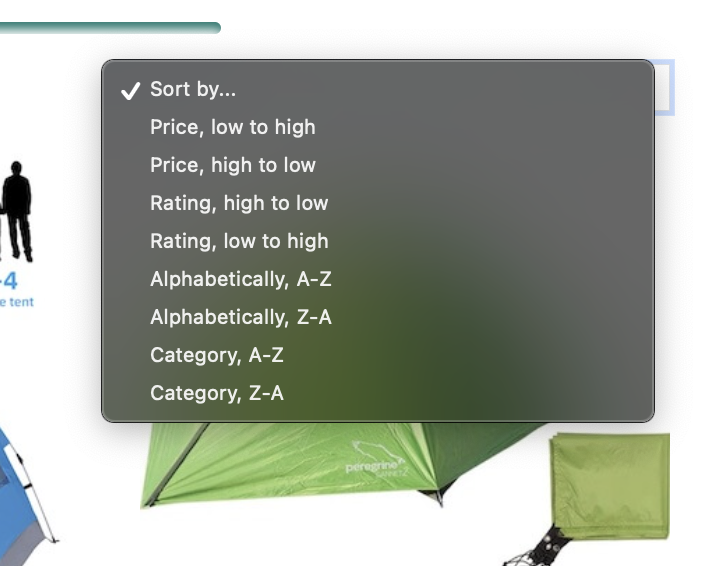 Sort by...
Price, low to high
Price, high to low
Rating, high to low
Rating, low to high
Alphabetically, A-Z
Alphabetically, Z-A
Category, A-Z
Category, Z-A
-4
e tent
peregrine